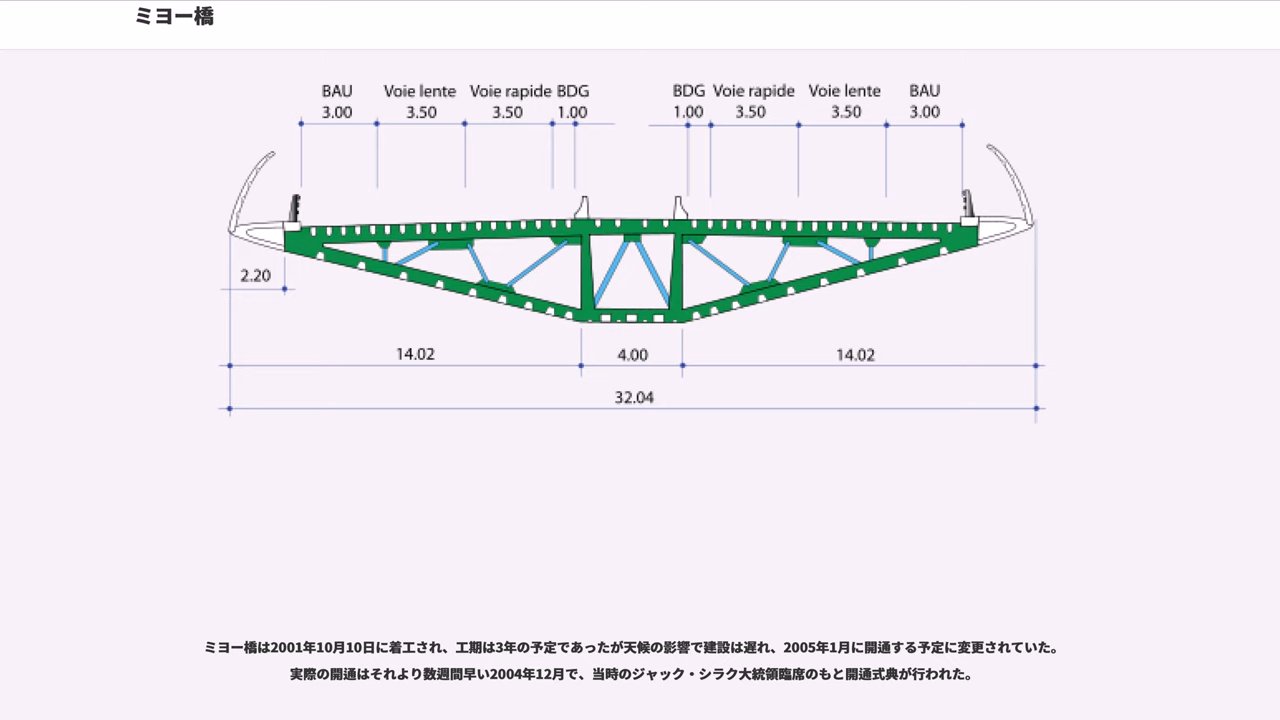 ミヨー橋
BAU Voie lente Voie rapide BDG BDG Voie rapide Voie lente BAU
3.00 3.50 3.50 1.00 1.00 3.50 3.50 3.00
2.20
14.02 4.00 14.02
32.04
ミヨー橋は2001年10月10日に着工され、工期は3年の予定であったが天候の影響で建設は遅れ、2005年1月に開通する予定に変更されていた。
実際の開通はそれより数週間早い2004年12月で、当時のジャック・シラク大統領臨席のもと開通式典が行われた。